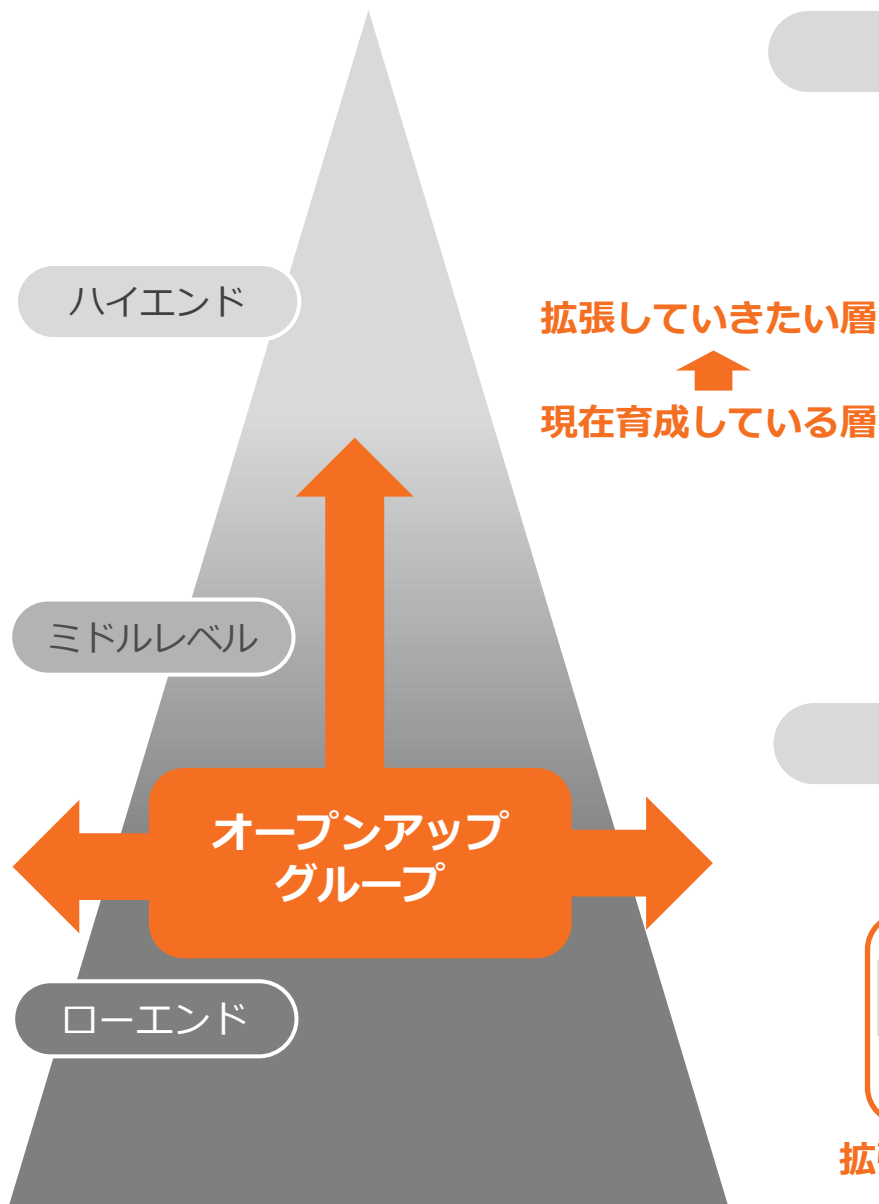 ハイエンド
拡張していきたい層
現在育成している層
ミドルレベル
オープンアップ
グループ
ローエンド
拡